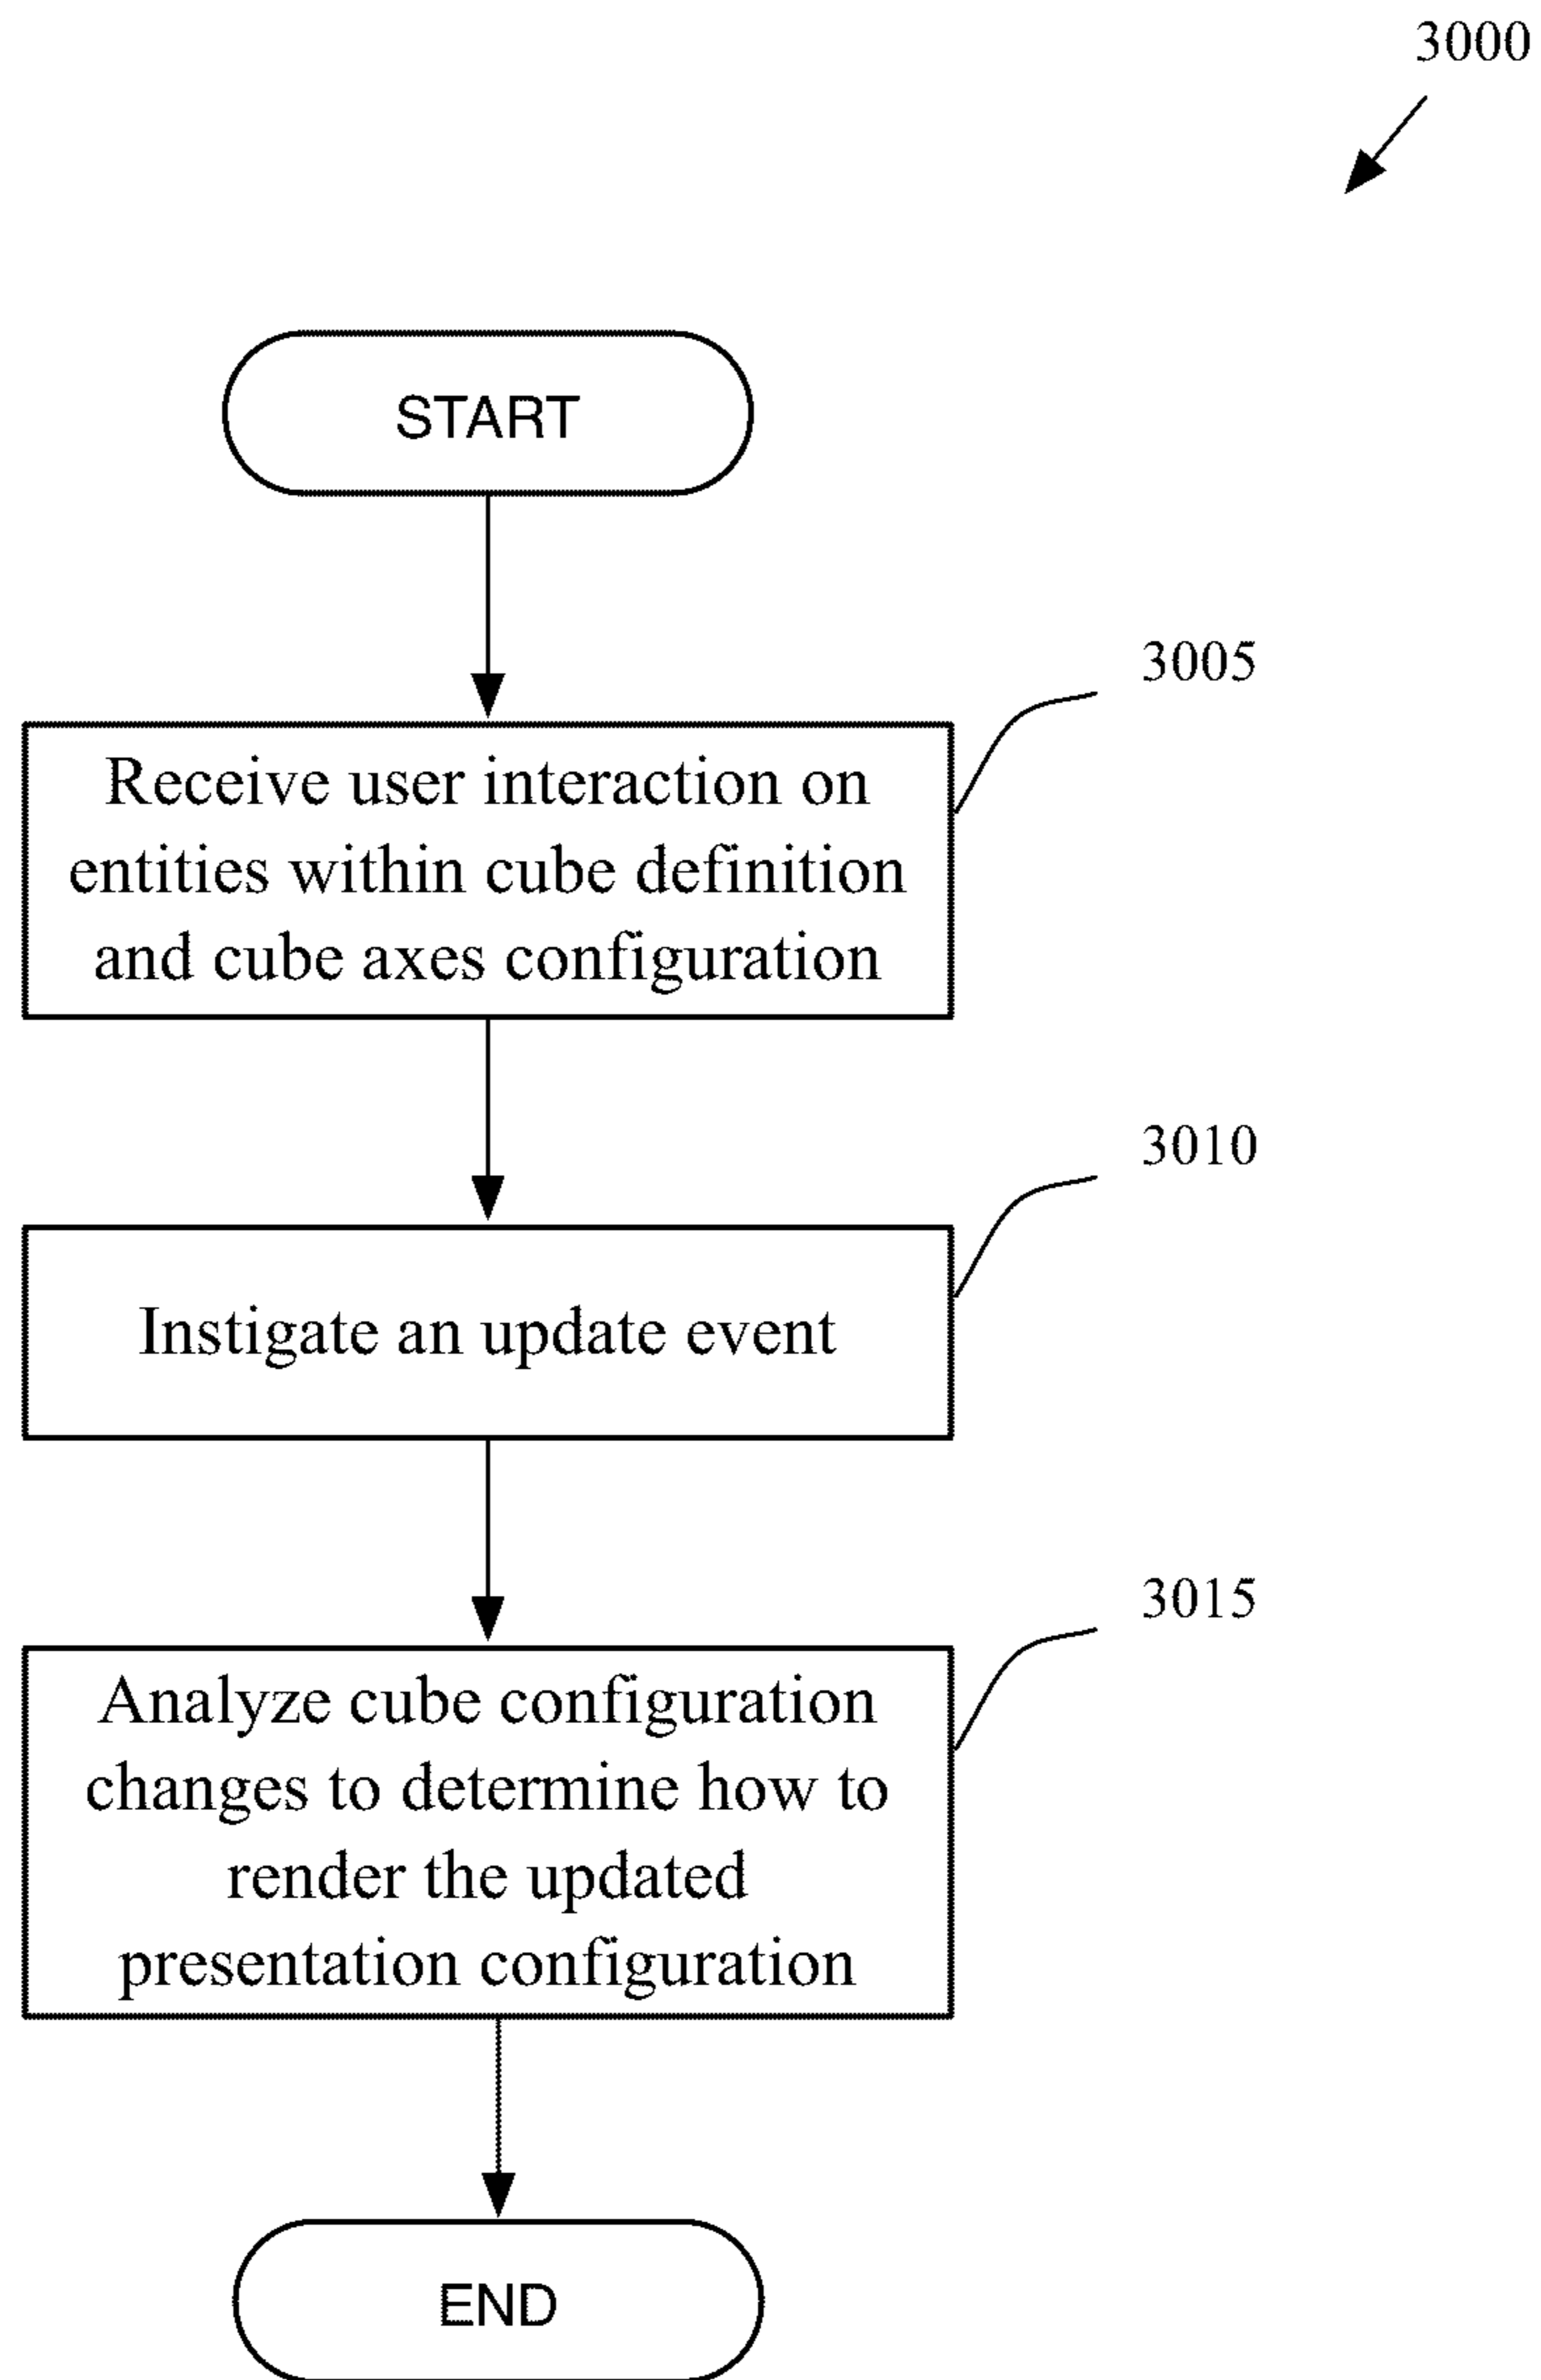 3000
START
3005
Receive user interaction on
entities within cube definition
and cube axes configuration
3010
Instigate an update event
3015
Analyze cube configuration
changes to determine how to
render the updated
presentation configuration
END